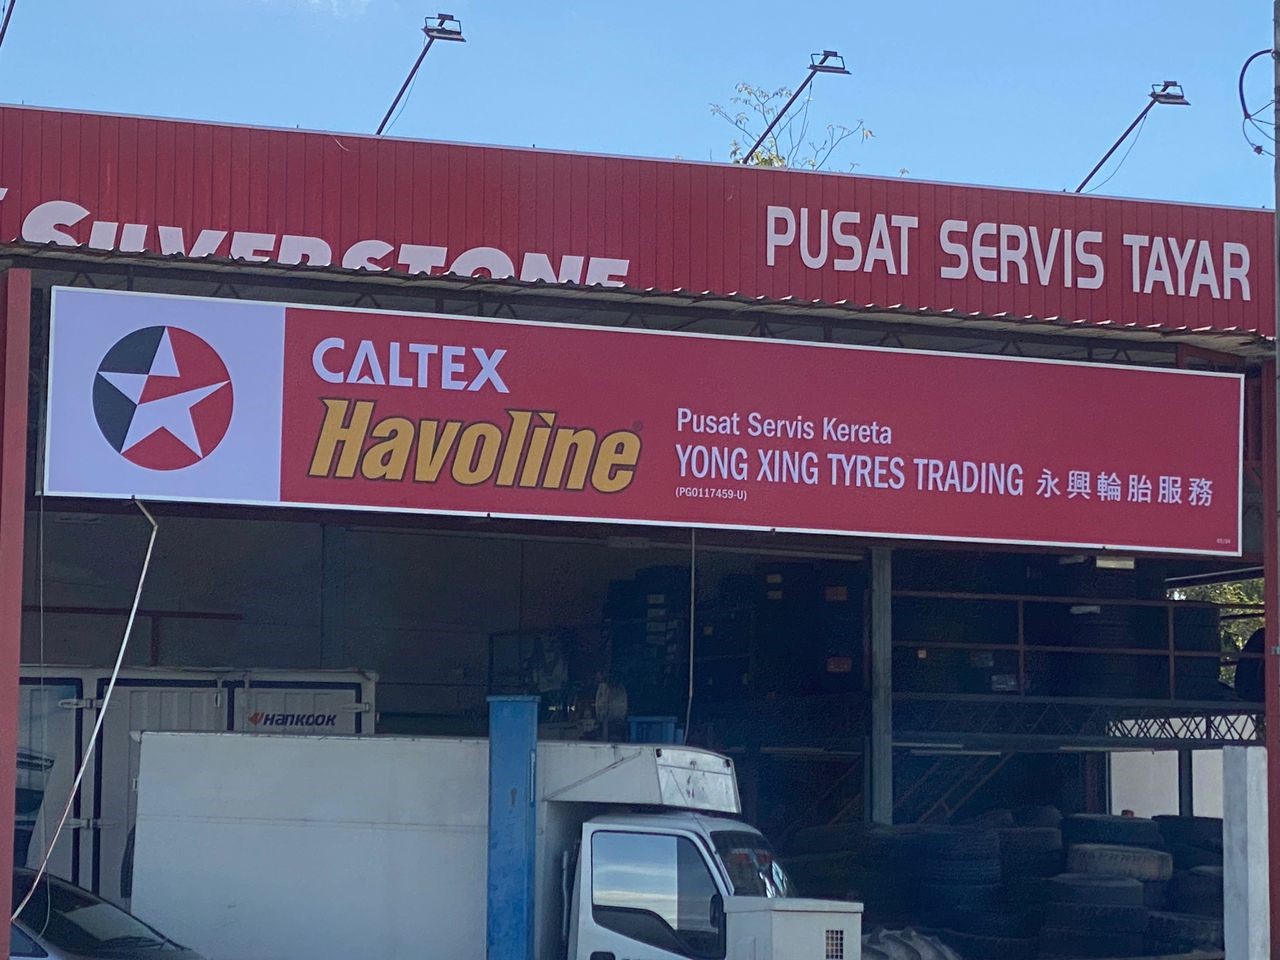 SILVERSTONE
PUSAT SERVIS TAYAR
CALTEX
Havoline
Pusat Servis Kereta
YONG XING TYRES TRADING 永興輪胎服務
(PG0117459-U)
HANKOOK